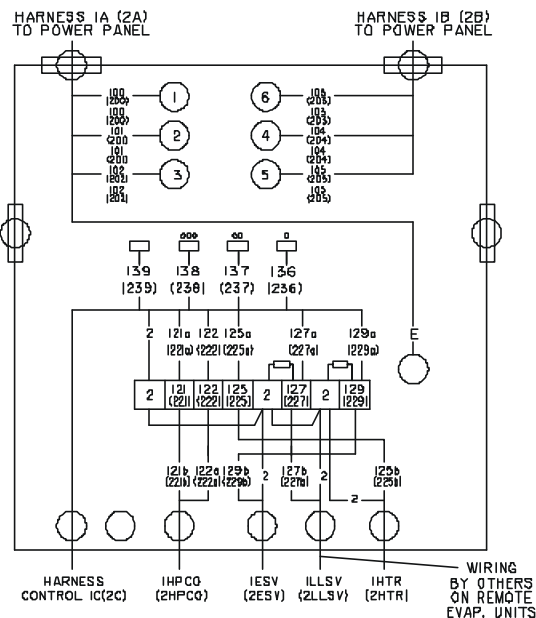 HARNESS 1A (2A)
TO POWER PANEL
HARNESS 1B (2B)
TO POWER PANEL
100
(200)
1
100
(200)
101
(201)
2
101
(201)
102
(202)
3
102
(202)
6
103
(203)
4
104
(204)
104
(204)
5
105
(205)
105
(205)
139
(239)
138
(238)
137
(237)
136
(236)
2
121a
(221a)
122
(222)
125a
(225a)
127a
(227a)
129a
(229a)
E
2
121
(221)
122
(222)
125
(225)
2
127
(227)
2
129
(229)
121b
(221b)
122a
(222a)
129b
(229b)
2
127b
(227b)
2
125b
(225b)
2
HARNESS
CONTROL 1C(2C)
1HPCO
(2HPCO)
1ESV
(2ESV)
1LLSV
(2LLSV)
1HTR
(2HTR)
WIRING
BY OTHERS
ON REMOTE
EVAP. UNITS